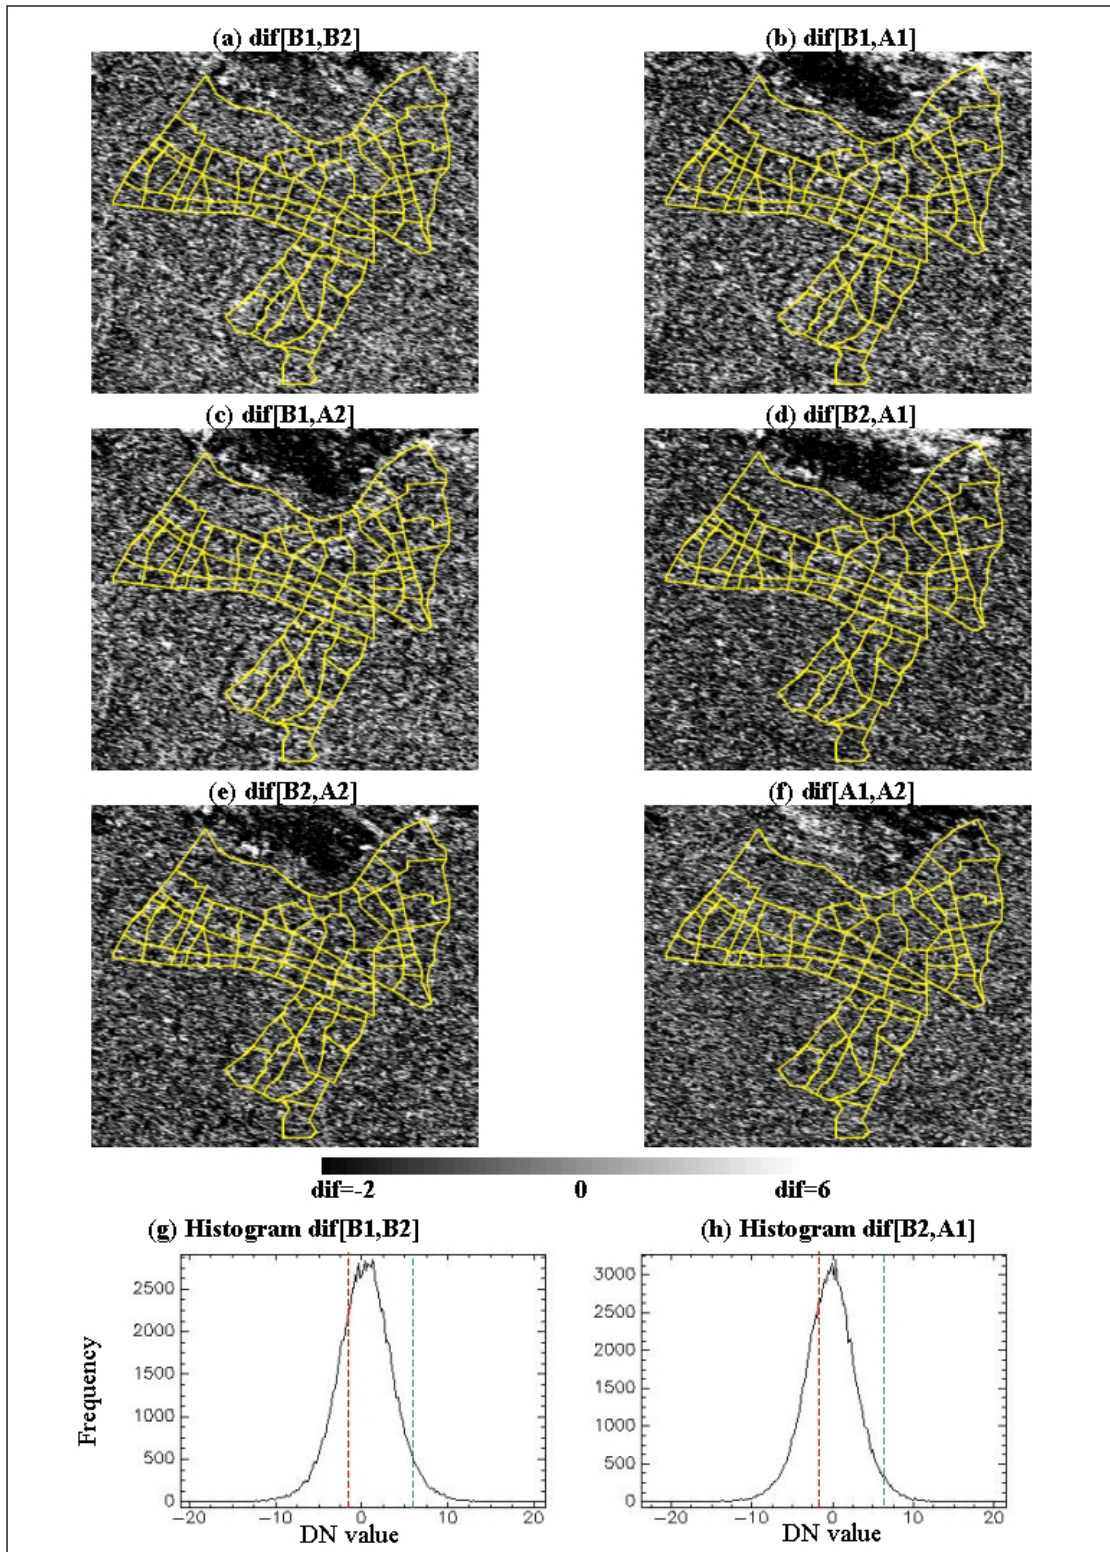 (a) dif[B1,B2]
(b) dif[B1,A1]
(c) dif[B1,A2]
(d) dif[B2,A1]
(e) dif[B2,A2]
(f) dif[A1,A2]
dif=-2 0 dif=6
(g) Histogram dif[B1,B2]
(h) Histogram dif[B2,A1]
Frequency
2500
2000
1500
1000
500
0
-20 -10 0 10 20
DN value
3000
2500
2000
1500
1000
500
0
-20 -10 0 10 20
DN value